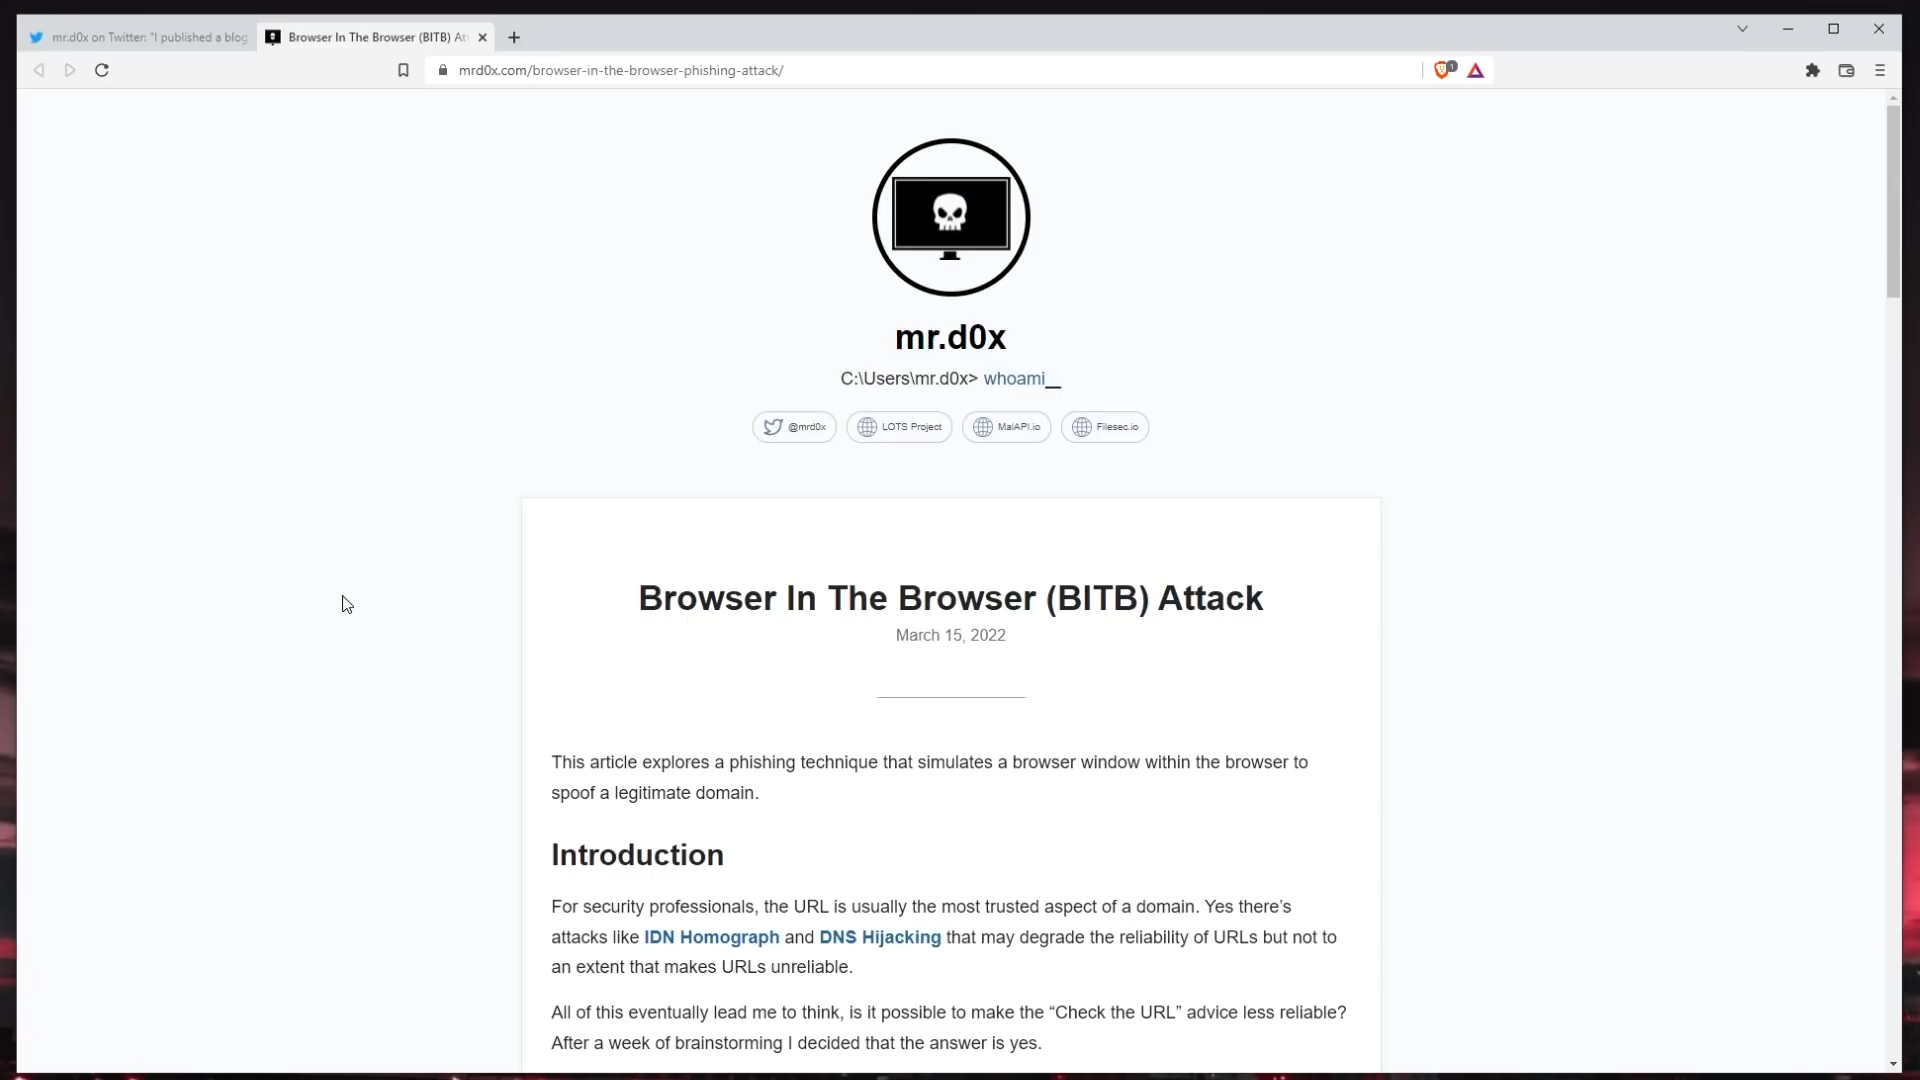 mr.d0x on Twitter: "I published a blog
Browser In The Browser (BITB) At
mrd0x.com/browser-in-the-browser-phishing-attack/
1
mr.d0x
C:\Users\mr.d0x> whoami_
@mrd0x
LOTS Project
MalAPI.io
Filesec.io
Browser In The Browser (BITB) Attack
March 15, 2022
This article explores a phishing technique that simulates a browser window within the browser to
spoof a legitimate domain.
Introduction
For security professionals, the URL is usually the most trusted aspect of a domain. Yes there’s
attacks like IDN Homograph and DNS Hijacking that may degrade the reliability of URLs but not to
an extent that makes URLs unreliable.
All of this eventually lead me to think, is it possible to make the “Check the URL” advice less reliable?
After a week of brainstorming I decided that the answer is yes.